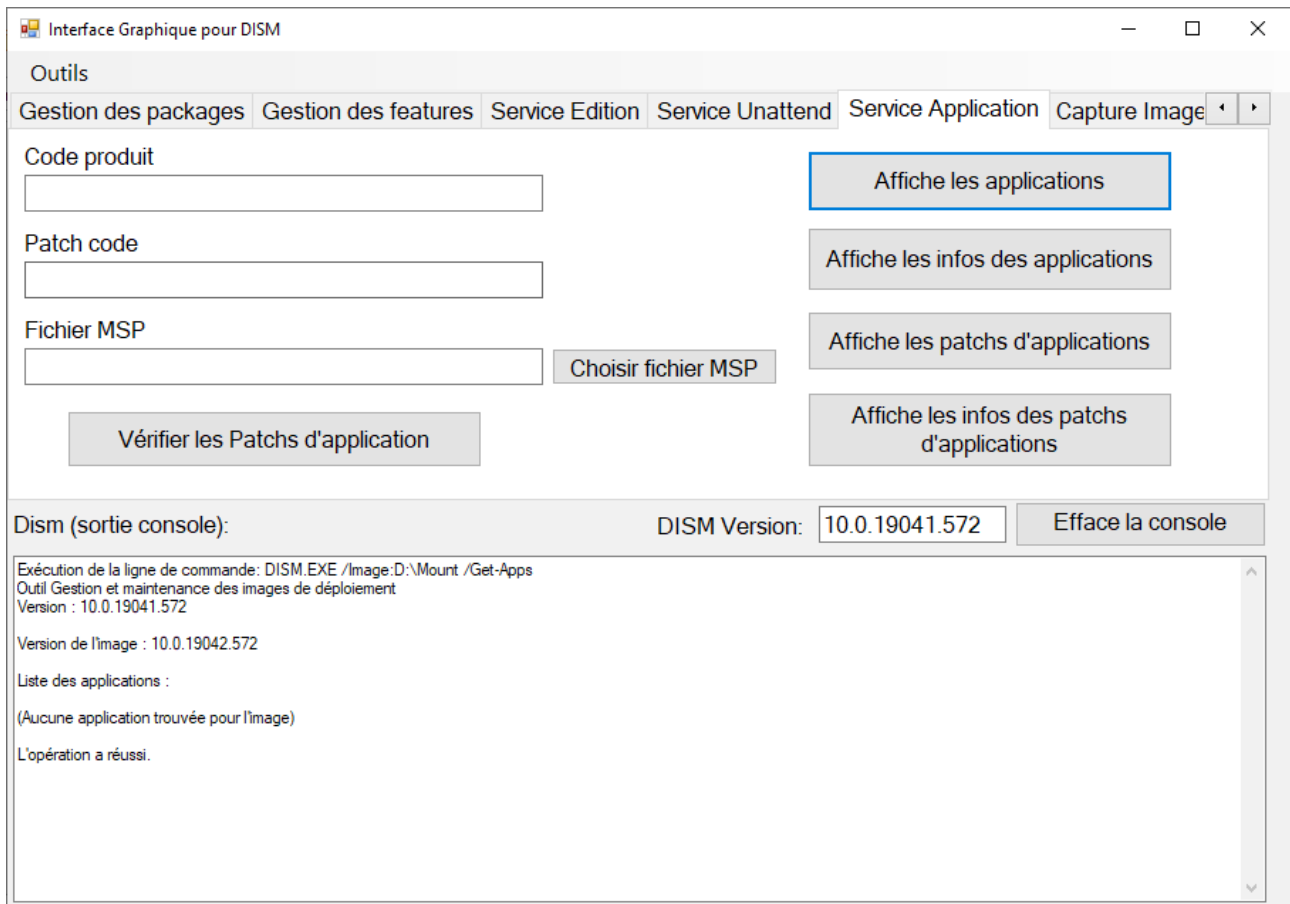 Interface Graphique pour DISM
Outils
Gestion des packages Gestion des features Service Edition Service Unattend Service Application Capture Image
Code produit
Affiche les applications
Patch code
Affiche les infos des applications
Fichier MSP
Choisir fichier MSP
Affiche les patchs d'applications
Vérifier les Patchs d'application
Affiche les infos des patchs
d'applications
Dism (sortie console):
DISM Version: 10.0.19041.572
Efface la console
Exécution de la ligne de commande: DISM.EXE /Image:D:\Mount /Get-Apps
Outil Gestion et maintenance des images de déploiement
Version : 10.0.19041.572
Version de l'image : 10.0.19042.572
Liste des applications :
(Aucune application trouvée pour l'image)
L'opération a réussi.